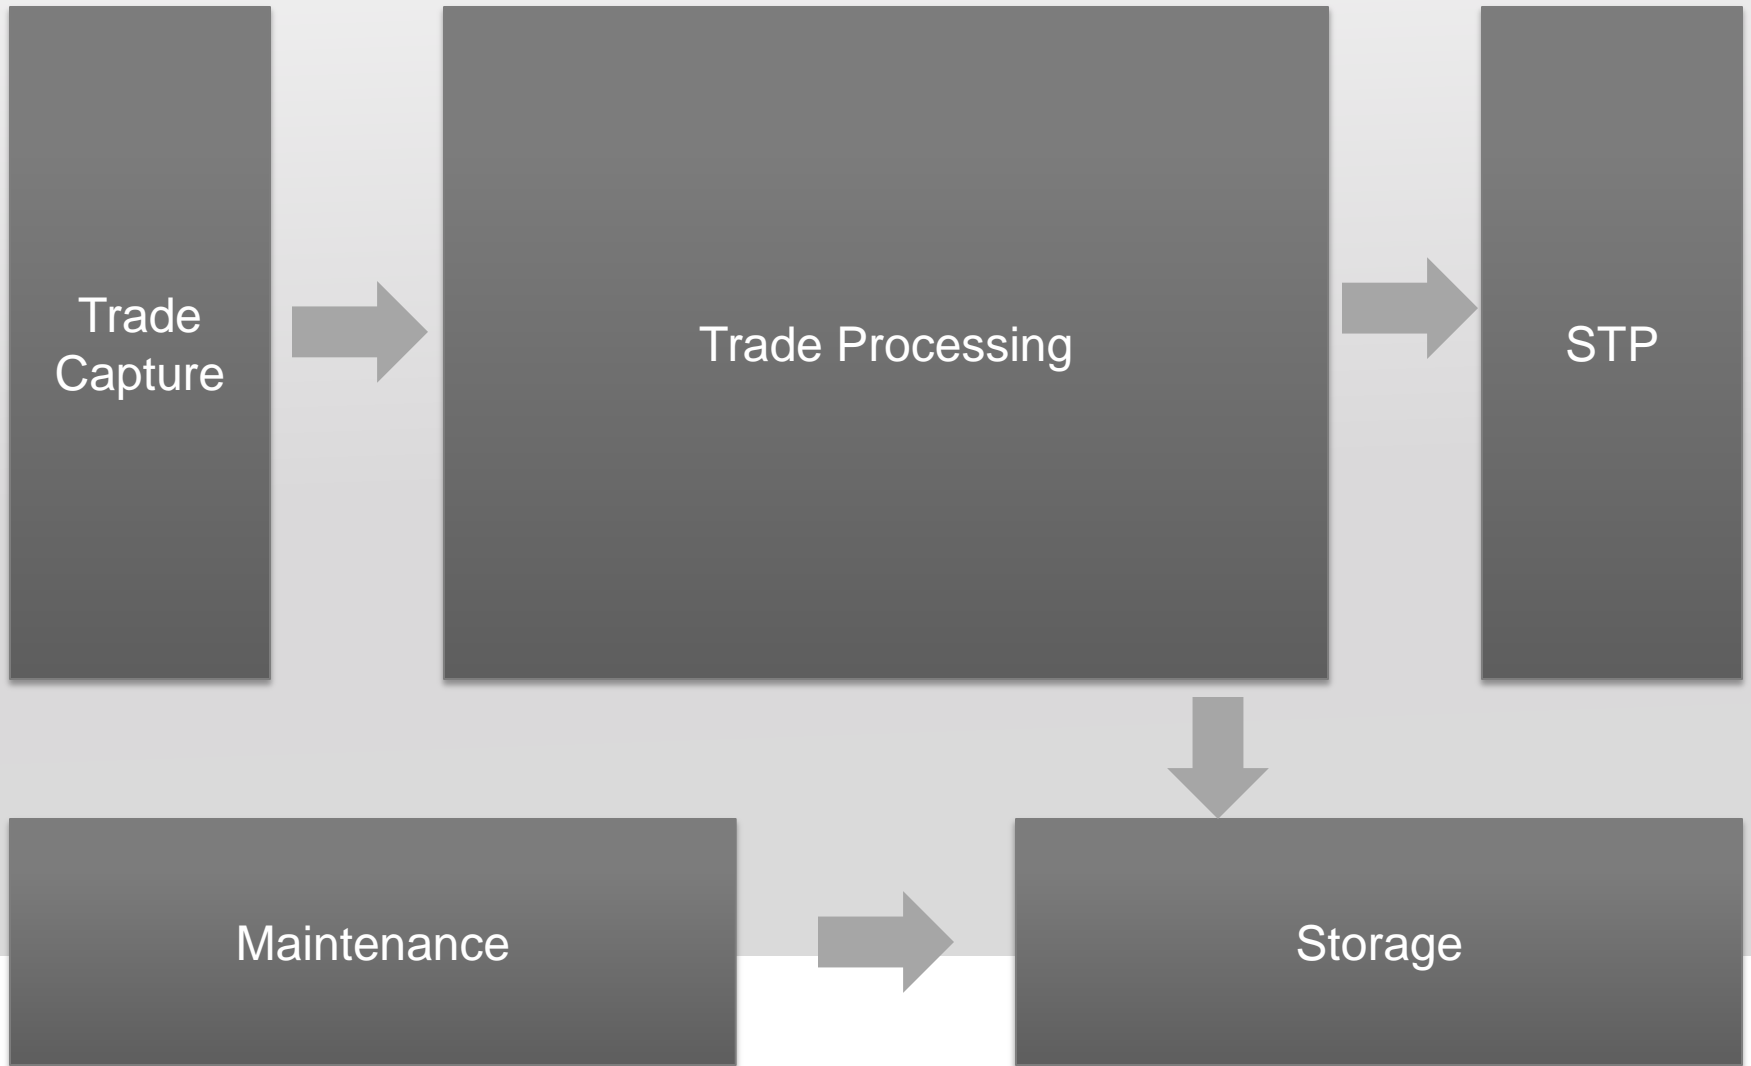 Trade
Capture
Trade Processing
STP
Maintenance
Storage